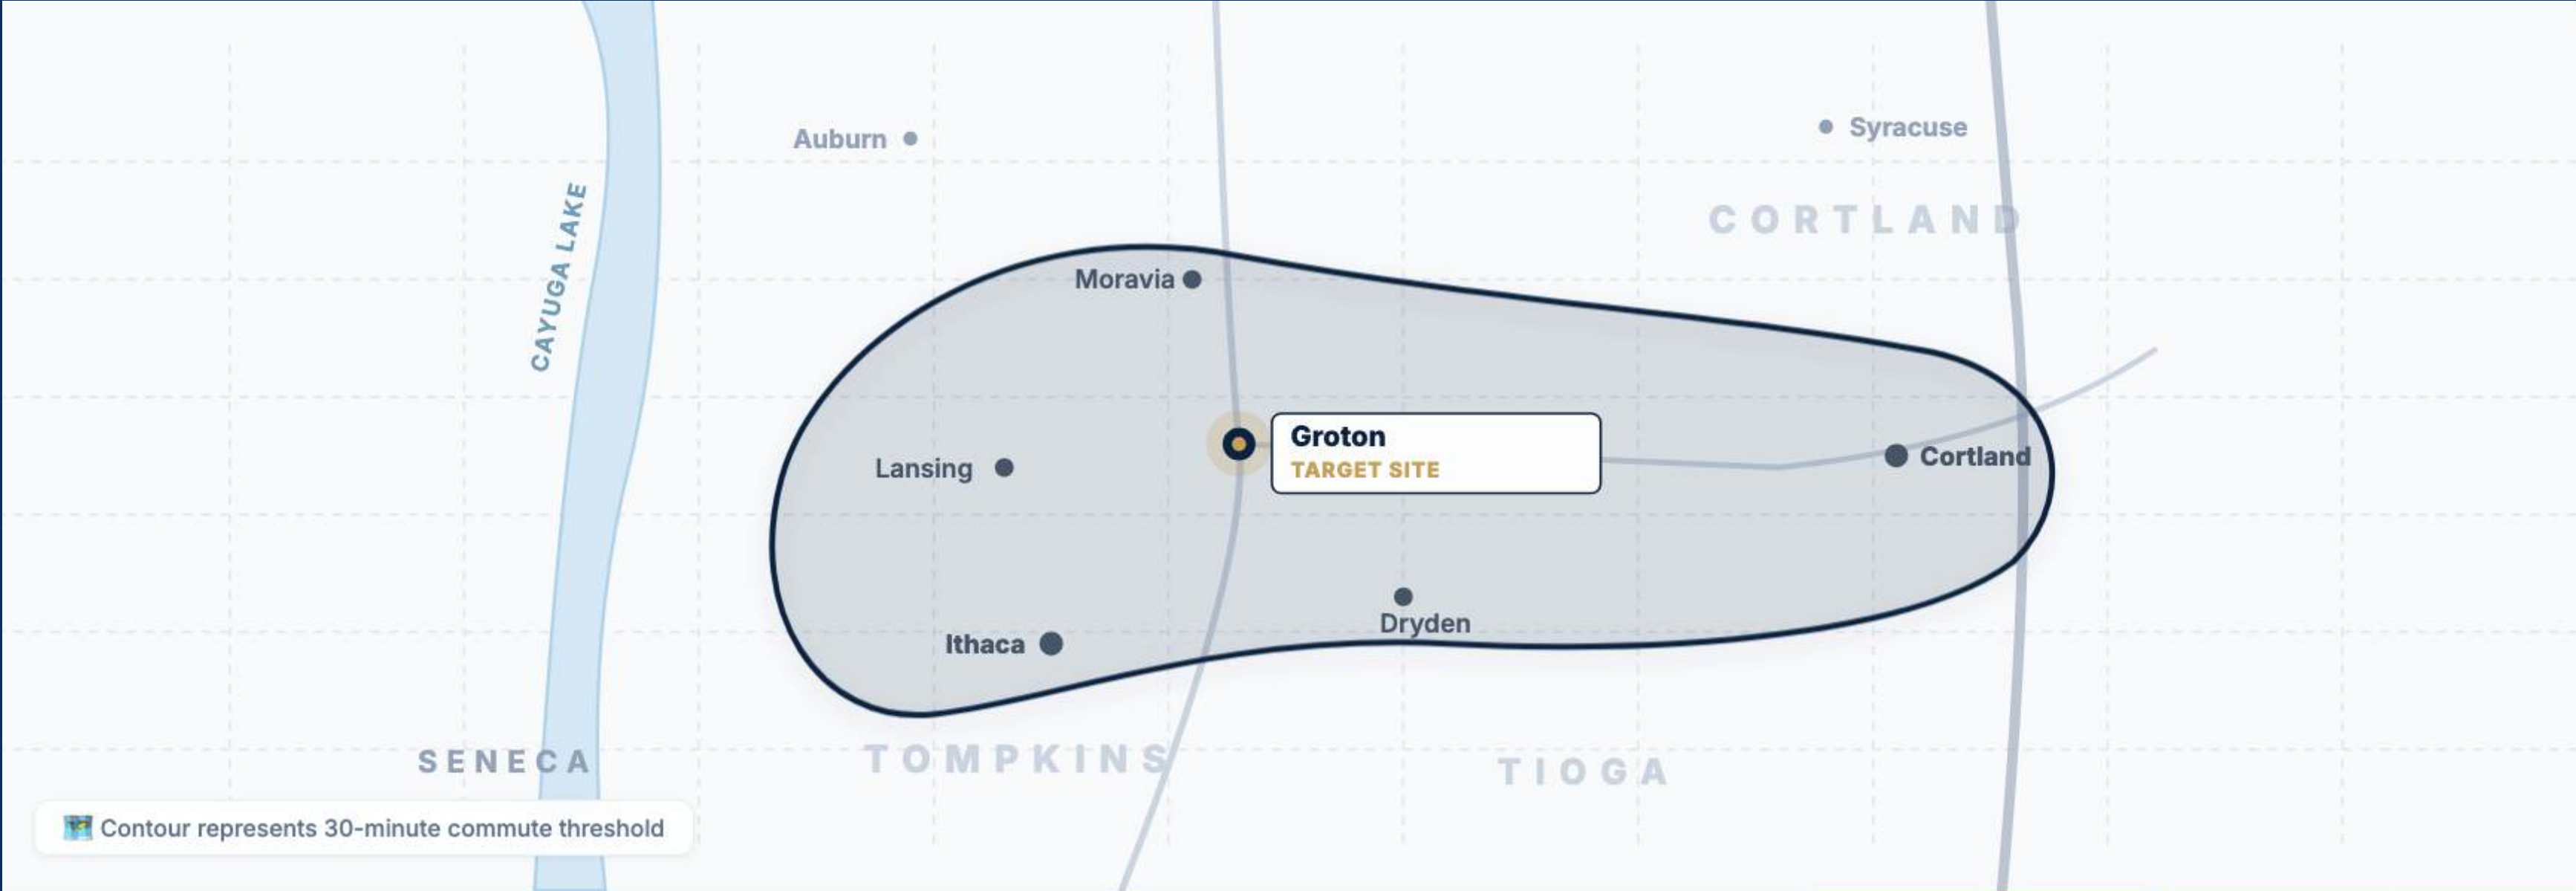 Auburn
Syracuse
CAYUGA LAKE
CORTLAND
Moravia
Groton
TARGET SITE
Lansing
Cortland
Dryden
Ithaca
SENECA
TOMPKINS
TIOGA
Contour represents 30-minute commute threshold